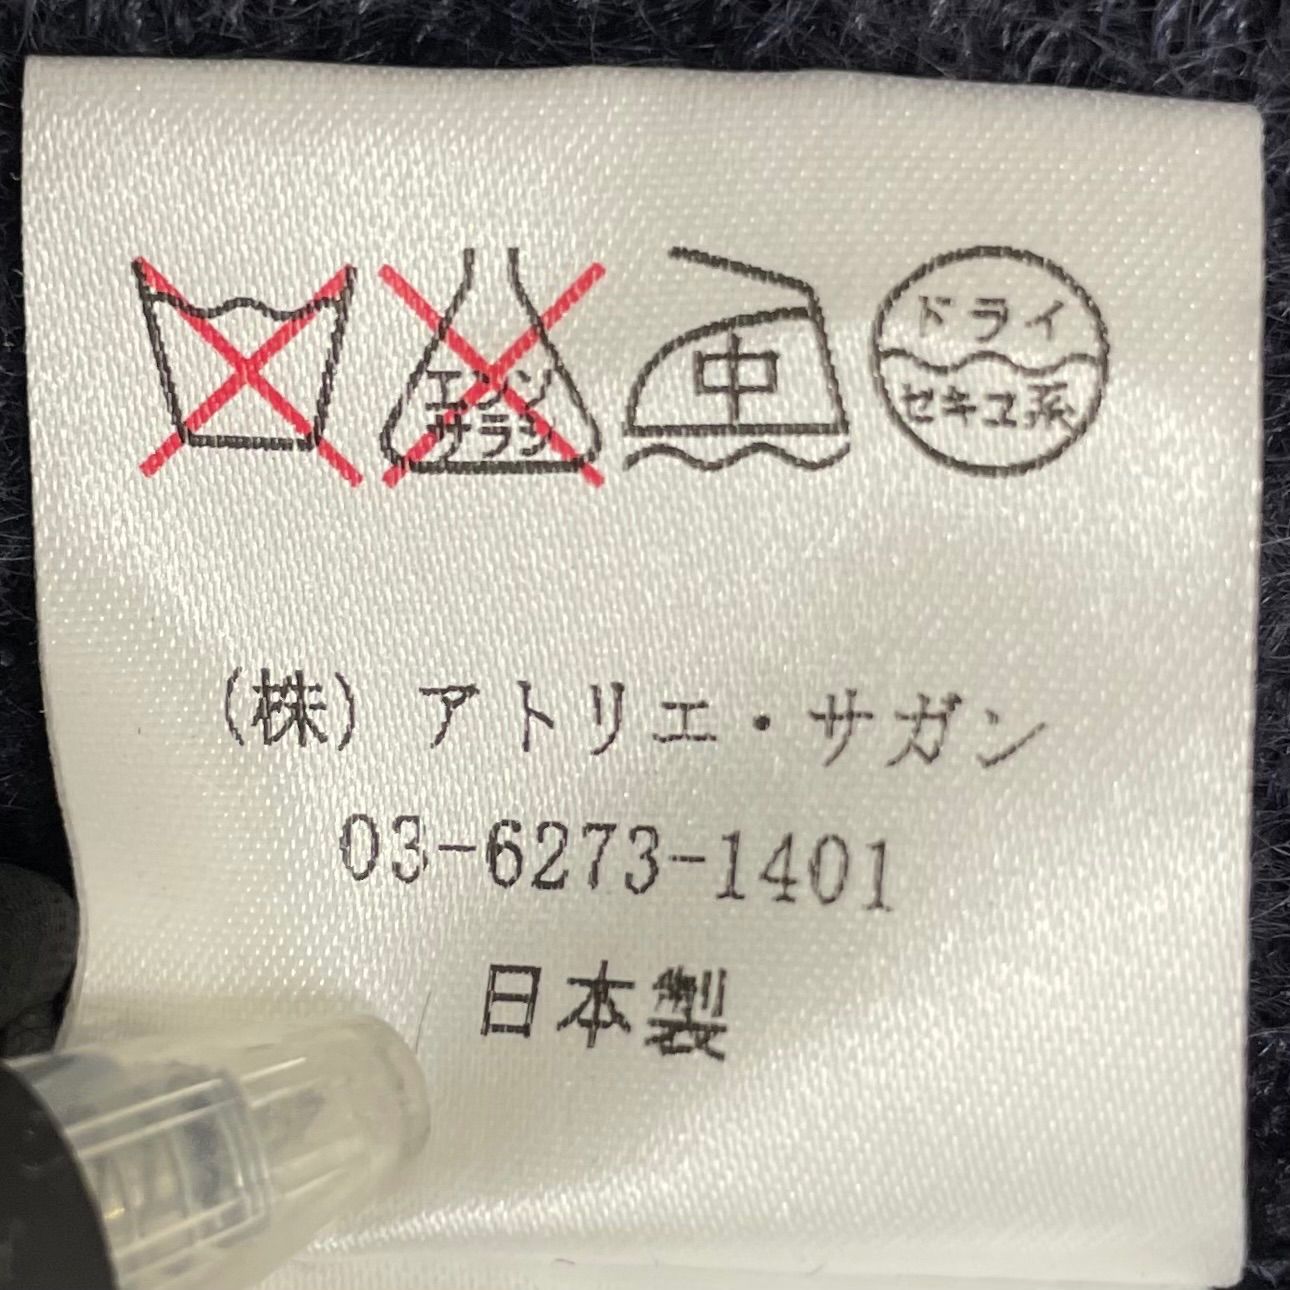 エンソ
サラシ
中
ドライ
セキユ系
(株) アトリエ・サガン
03-6273-1401
日本製